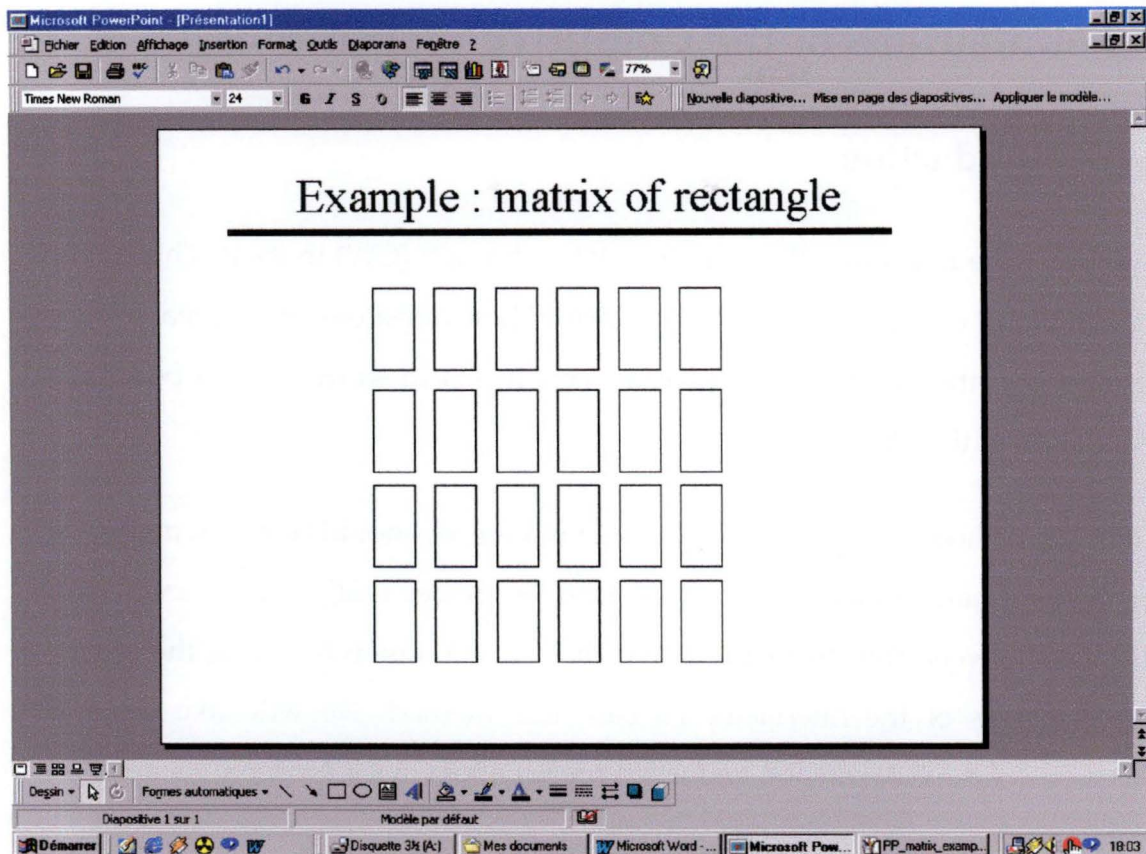 Microsoft PowerPoint - [Présentation1]
Fichier Edition Affichage Insertion Format Outils Diaporama Fenêtre ?
77%
Times New Roman 24 G I S Nouvelle diapositive... Mise en page des diapositives... Appliquer le modèle...
Example : matrix of rectangle
Dessin Formes automatiques
Diapositive 1 sur 1 Modèle par défaut
Démarrer Disquette 3½ (A:) Mes documents Microsoft Word - ... Microsoft Pow... PP_matrix_examp... 18:03